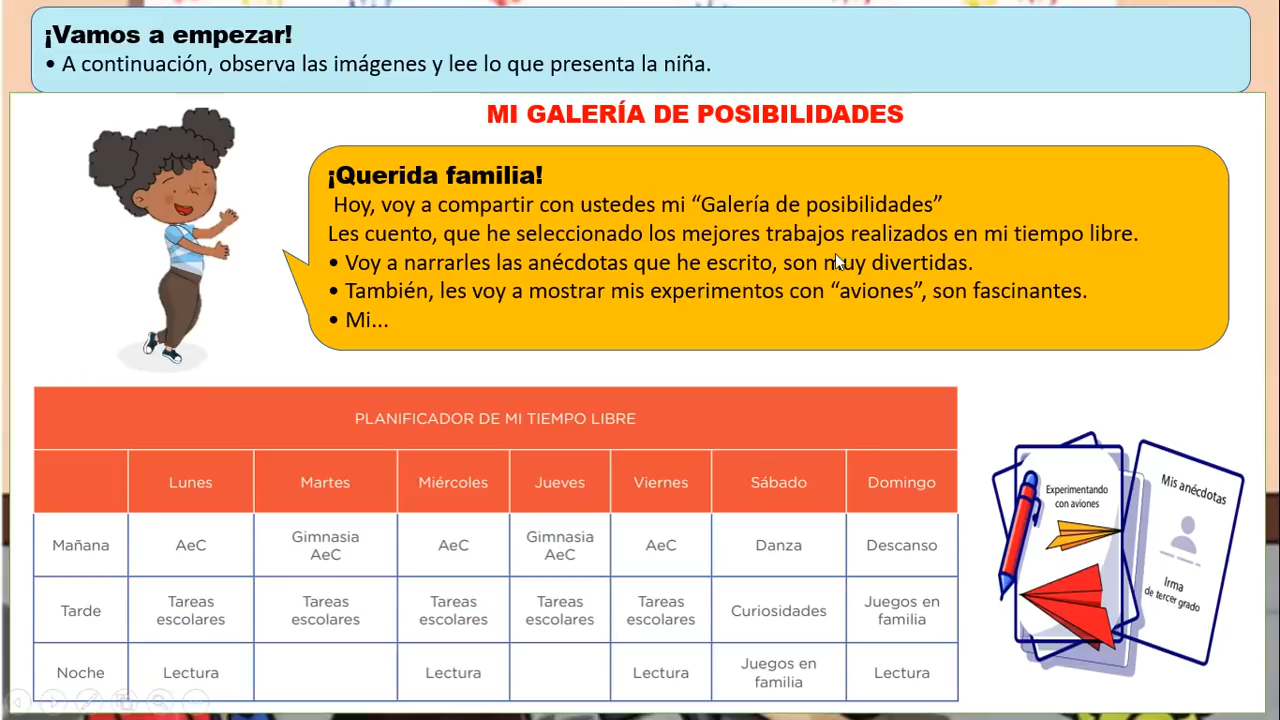 ¡Vamos a empezar!
• A continuación, observa las imágenes y lee lo que presenta la niña.
MI GALERÍA DE POSIBILIDADES
¡Querida familia!
Hoy, voy a compartir con ustedes mi “Galería de posibilidades”
Les cuento, que he seleccionado los mejores trabajos realizados en mi tiempo libre.
• Voy a narrarles las anécdotas que he escrito, son muy divertidas.
• También, les voy a mostrar mis experimentos con “aviones”, son fascinantes.
• Mi...
PLANIFICADOR DE MI TIEMPO LIBRE
Lunes Martes Miércoles Jueves Viernes Sábado Domingo
Mañana AeC Gimnasia AeC AeC Gimnasia AeC AeC Danza Descanso
Tarde Tareas escolares Tareas escolares Tareas escolares Tareas escolares Tareas escolares Curiosidades Juegos en familia
Noche Lectura Lectura Lectura Juegos en familia Lectura
Experimentando
con aviones
Mis anécdotas
Irma
de tercer grado